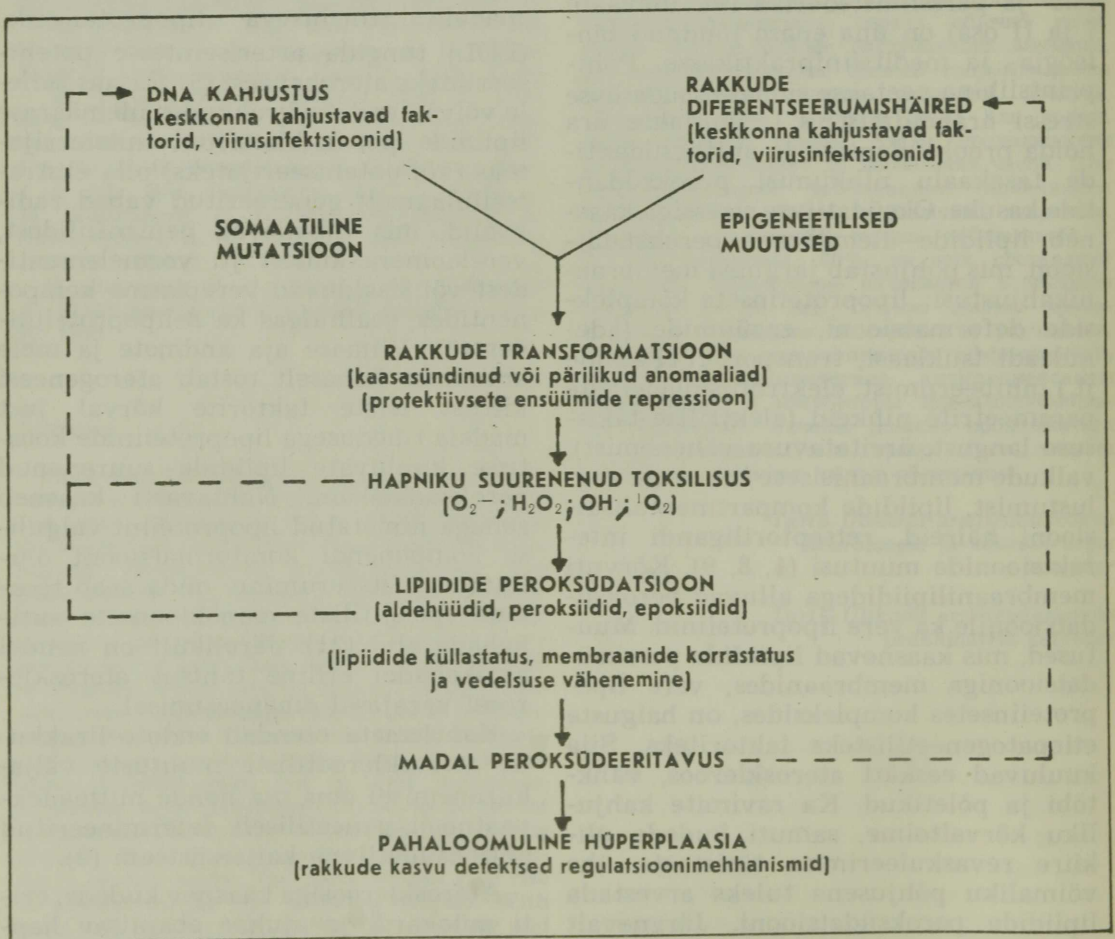 DNA KAHJUSTUS
(keskkonna kahjustavad fak-
torid, viirusinfektsioonid)
RAKKUDE
DIFERENTSEERUMISHÄIRED
(keskkonna kahjustavad fak-
torid, viirusinfektsioonid)
SOMAATILINE
MUTATSIOON
EPIGENEETILISED
MUUTUSED
RAKKUDE TRANSFORMATSIOON
(kaasasündinud või pärilikud anomaaliad)
(protektiivsete ensüümide repressioon)
HAPNIKU SUURENENUD TOKSILISUS
(O₂⁻; H₂O₂; OH; ¹O₂)
LIPIIDIDE PEROKSÜDATSIOON
(aldehüüdid, peroksiidid, epoksiidid)
(lipiidide küllastatus, membraanide korrastatus
ja vedelsuse vähenemine)
MADAL PEROKSÜDEERITAVUS
PAHALOOMULINE HÜPERPLAASIA
(rakkude kasvu defektsed regulatsioonimehhanismid)